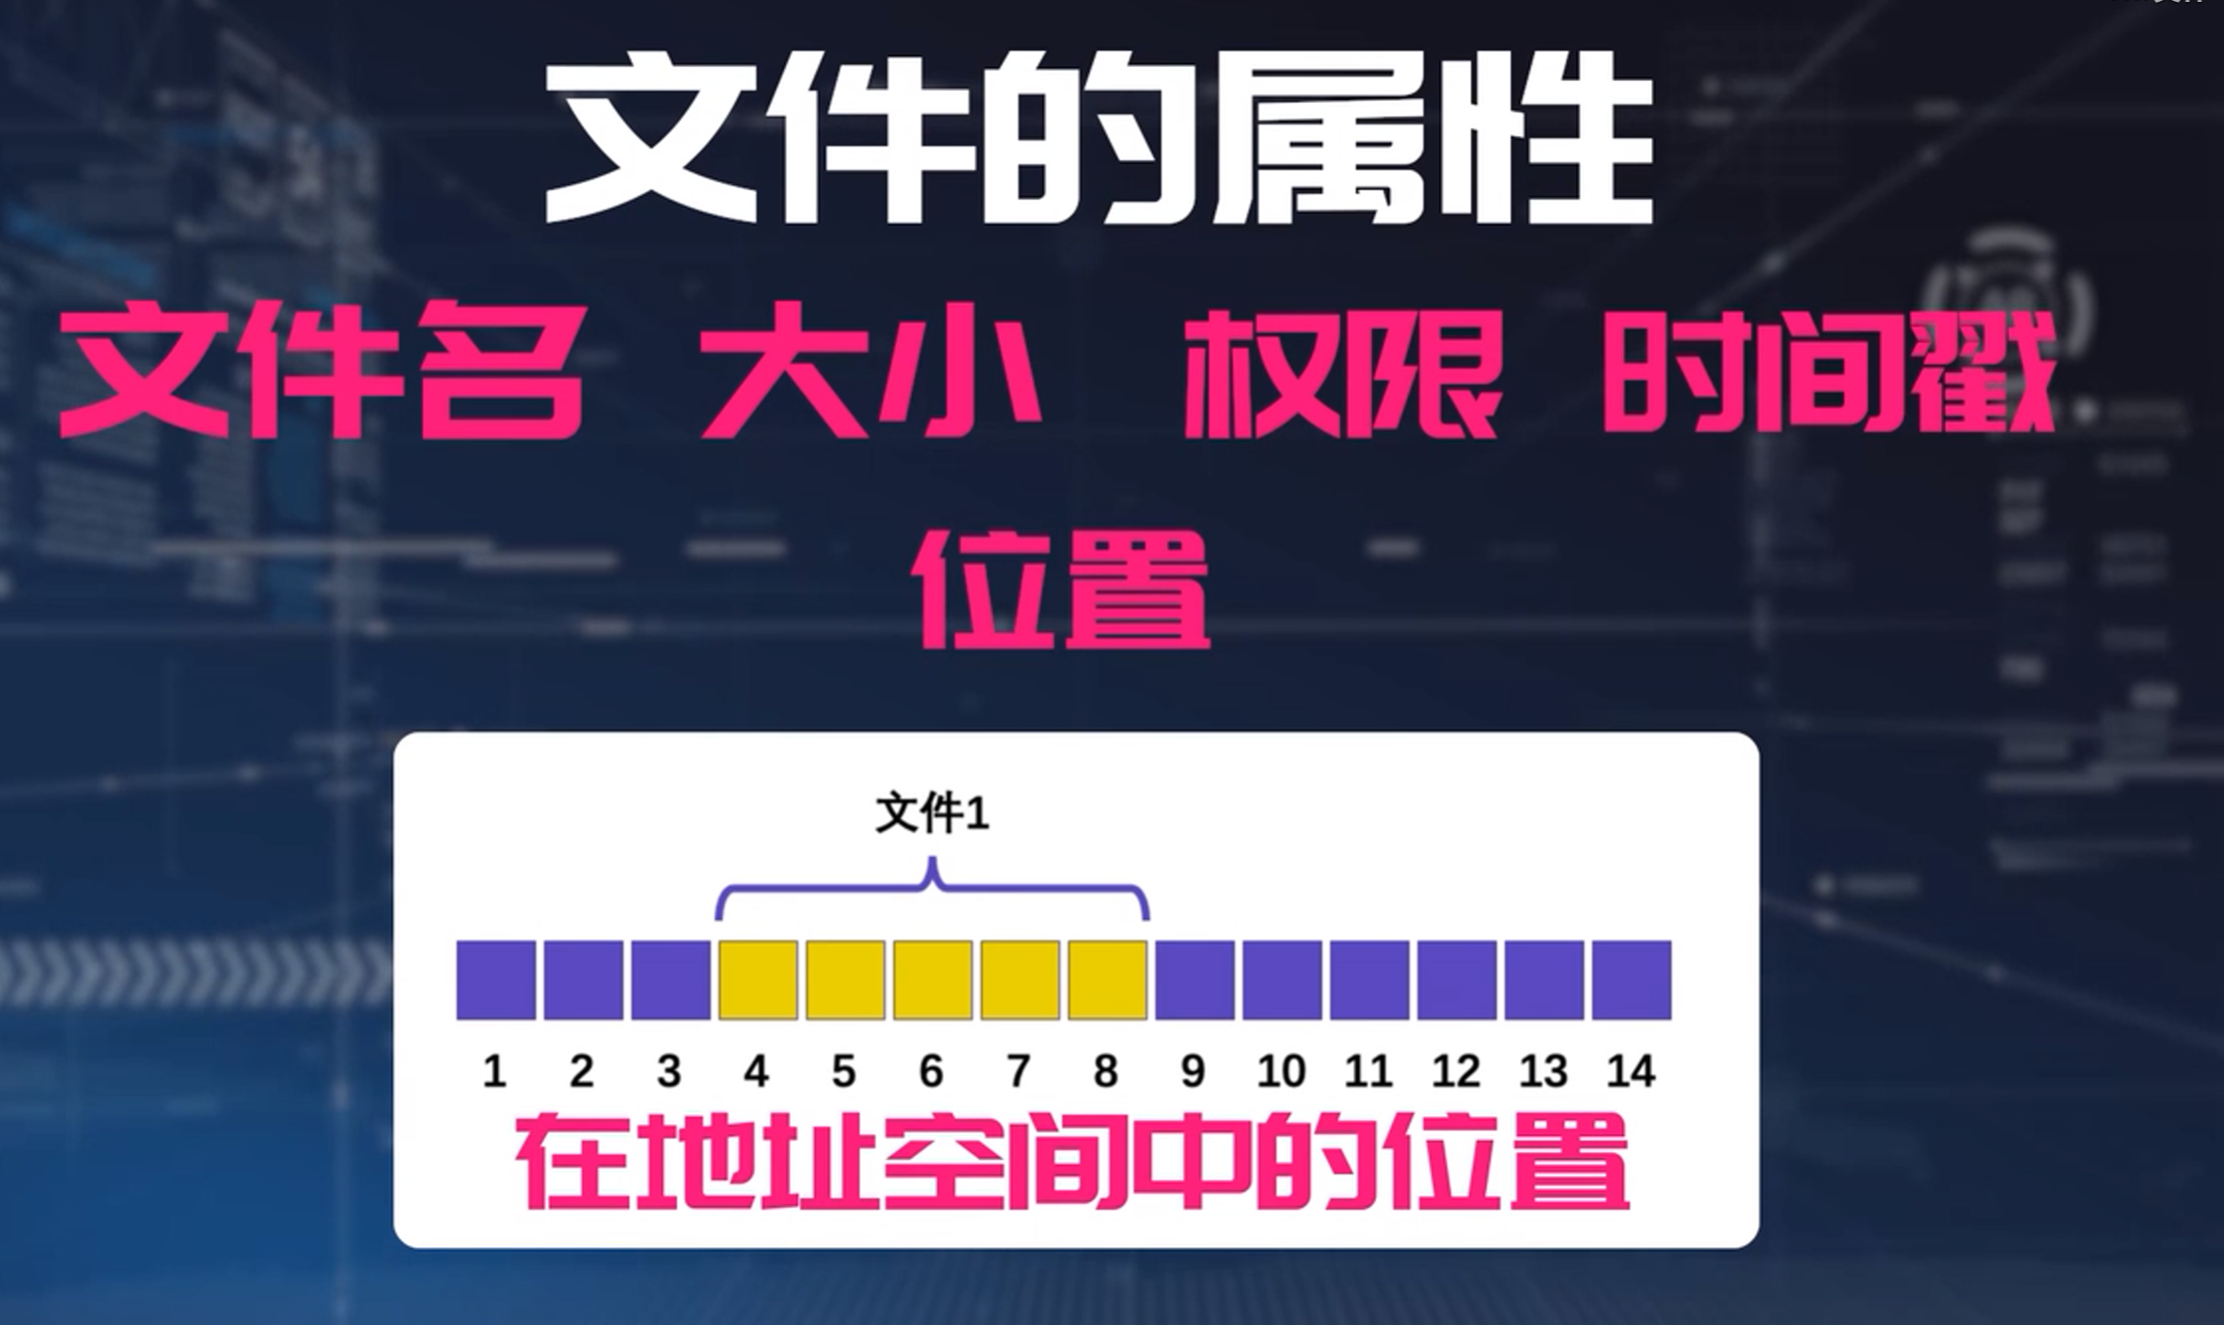 文件的属性
文件名 大小 权限 时间戳
位置
文件1
1 2 3 4 5 6 7 8 9 10 11 12 13 14
在地址空间中的位置